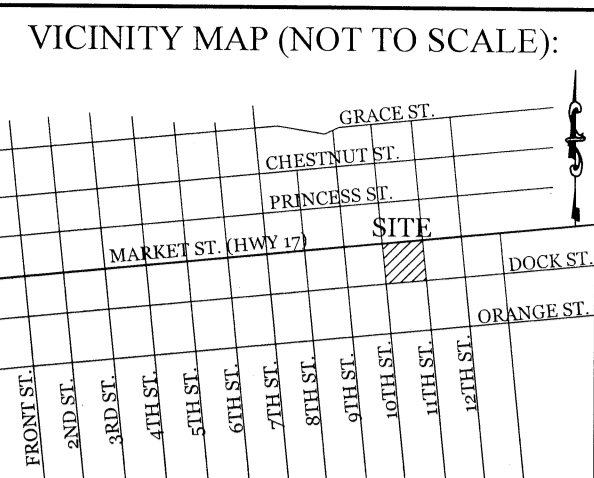 VICINITY MAP (NOT TO SCALE):
GRACE ST.
CHESTNUT ST.
PRINCESS ST.
SITE
MARKET ST. (HWY 17)
DOCK ST.
ORANGE ST.
FRONT ST.
2ND ST.
3RD ST.
4TH ST.
5TH ST.
6TH ST.
7TH ST.
8TH ST.
9TH ST.
10TH ST.
11TH ST.
12TH ST.